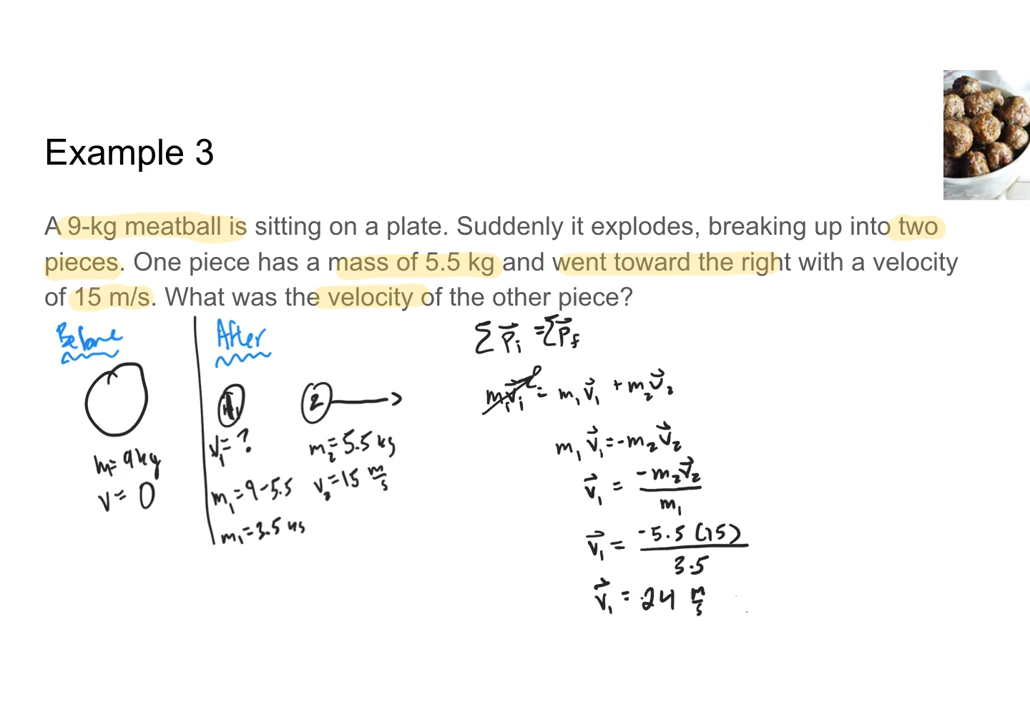 Example 3
A 9-kg meatball is sitting on a plate. Suddenly it explodes, breaking up into two
pieces. One piece has a mass of 5.5 kg and went toward the right with a velocity
of 15 m/s. What was the velocity of the other piece?
Before
m=9kg
v=0
After
1
2
v₁=?
m₁=9-5.5
m₁=3.5 kg
m₂=5.5 kg
v₂=15 m/s
Σp⃗ᵢ=Σp⃗f
mᵢv⃗ᵢ = m₁v⃗₁ + m₂v⃗₂
m₁v⃗₁=-m₂v⃗₂
v⃗₁ = -m₂v⃗₂/m₁
v⃗₁ = -5.5(15)/3.5
v⃗₁ = -24 m/s